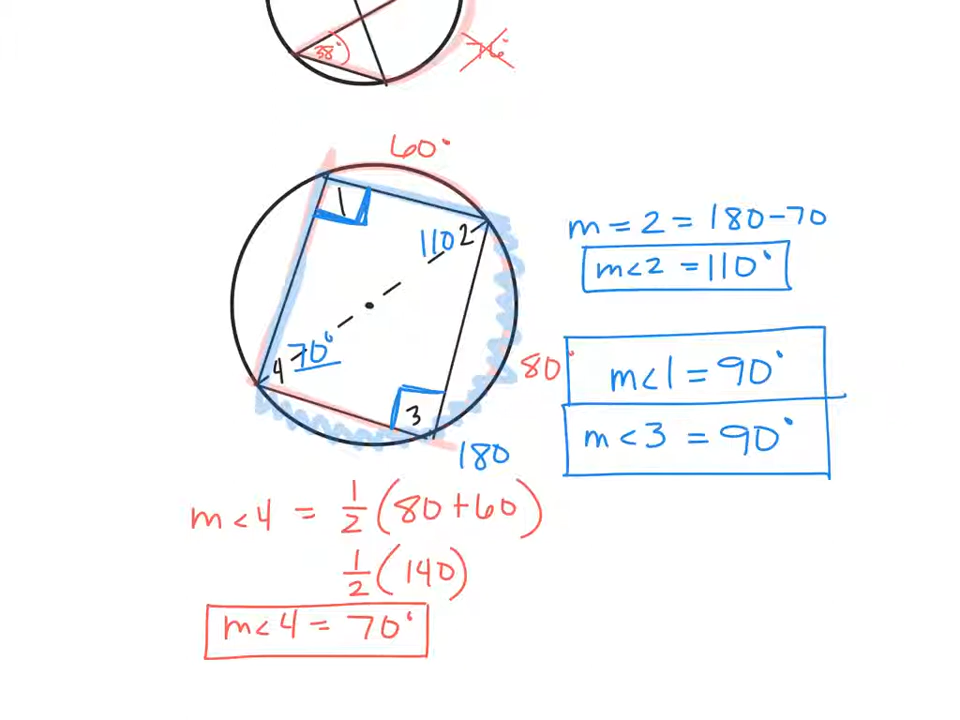 38°
60°
1
110 2
m = 2 = 180-70
m<2 = 110°
4 70°
80°
m<1 = 90°
3
m<3 = 90°
180
m<4 = 1/2 (80+60)
1/2 (140)
m<4 = 70°